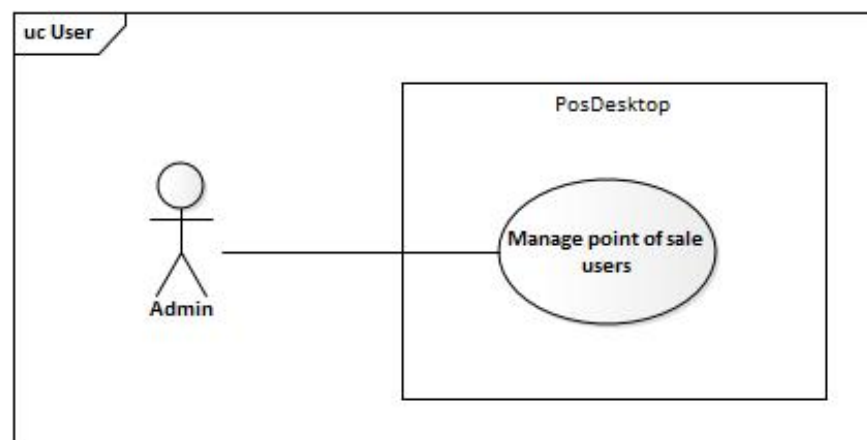 uc User
PosDesktop
Manage point of sale
users
Admin